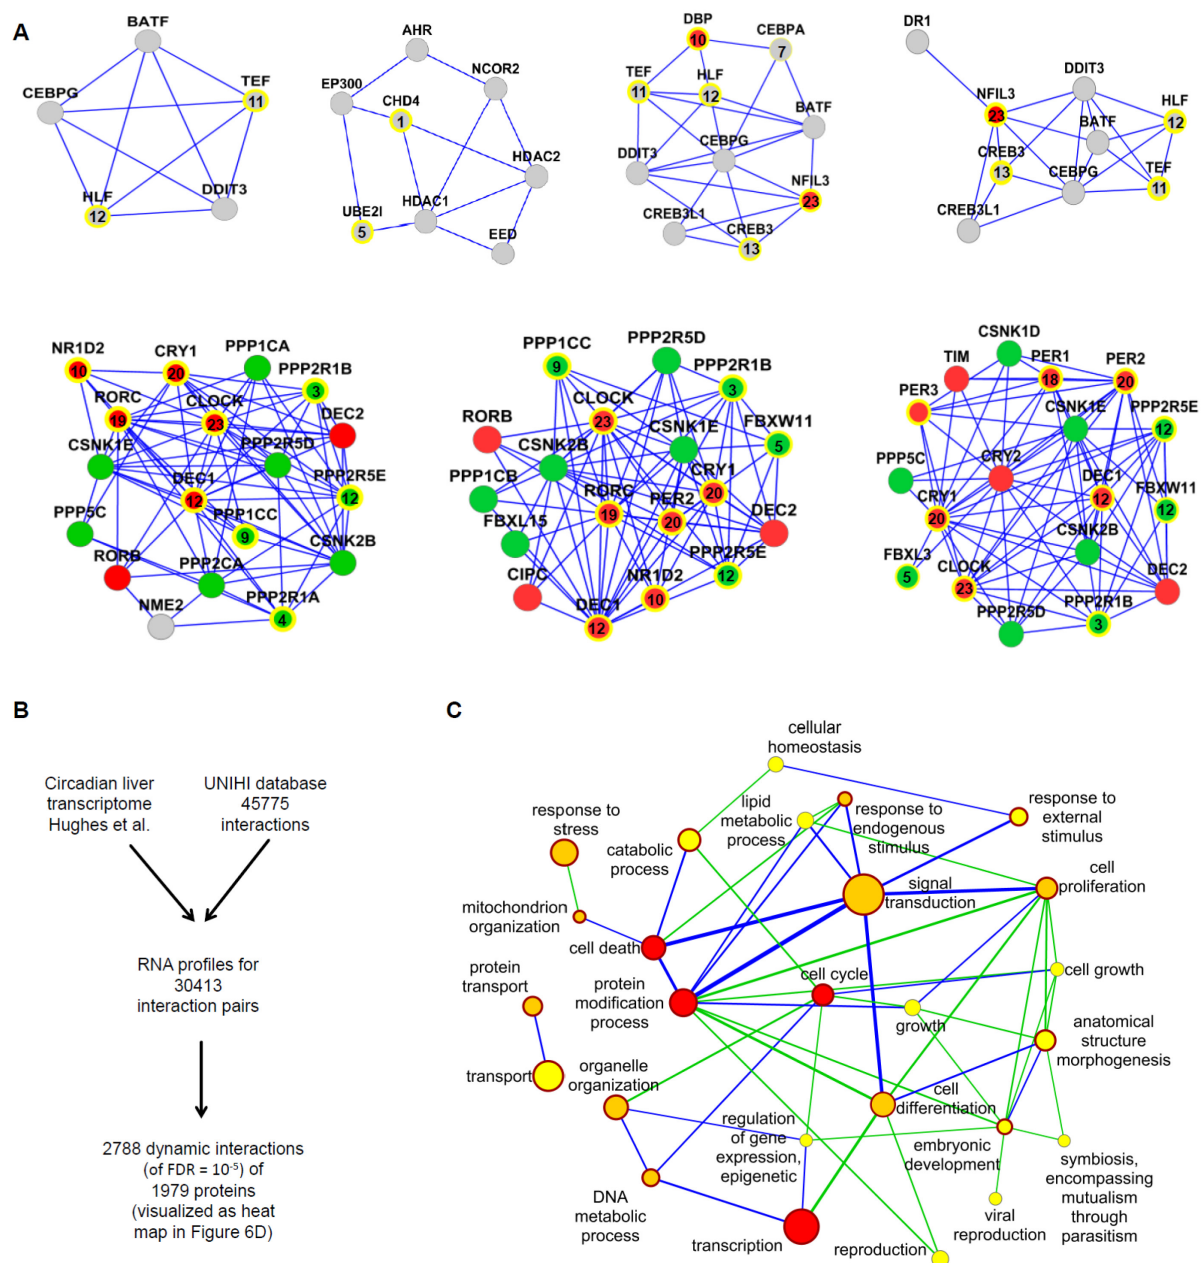 A
BATF
CEBPG
TEF
11
HLF
12
DDIT3
AHR
NCOR2
EP300
CHD4
1
HDAC2
HDAC1
UBE2I
5
EED
DBP
10
CEBPA
7
TEF
11
HLF
12
BATF
DDIT3
CEBPG
NFIL3
23
CREB3L1
CREB3
13
DR1
DDIT3
NFIL3
23
HLF
12
BATF
CREB3
13
CEBPG
TEF
11
CREB3L1
NR1D2
10
CRY1
20
PPP1CA
PPP2R1B
3
RORC
19
CLOCK
23
DEC2
CSNK1E
PPP2R5D
DEC1
12
PPP2R5E
12
PPP5C
PPP1CC
9
CSNK2B
RORB
PPP2CA
NME2
PPP2R1A
4
PPP1CC
9
PPP2R5D
PPP2R1B
3
RORB
CLOCK
23
CSNK2B
CSNK1E
FBXW11
5
PPP1CB
CRY1
20
RORC
19
PER2
20
DEC2
FBXL15
PPP2R5E
12
CIPC
NR1D2
10
DEC1
12
CSNK1D
TIM
PER1
18
PER2
20
PER3
CSNK1E
PPP2R5E
12
PPP5C
CRY2
DEC1
12
FBXW11
12
CRY1
20
CSNK2B
FBXL3
5
CLOCK
23
DEC2
PPP2R5D
PPP2R1B
3
B
Circadian liver
transcriptome
Hughes et al.
UNIHI database
45775
interactions
RNA profiles for
30413
interaction pairs
2788 dynamic interactions
(of FDR = 10⁻⁵) of
1979 proteins
(visualized as heat
map in Figure 6D)
C
cellular
homeostasis
response to
stress
lipid
metabolic
process
response to
endogenous
stimulus
response to
external
stimulus
catabolic
process
cell
proliferation
signal
transduction
mitochondrion
organization
cell death
protein
transport
protein
modification
process
cell cycle
cell growth
growth
anatomical
structure
morphogenesis
transport
organelle
organization
cell
differentiation
regulation
of gene
expression,
epigenetic
embryonic
development
symbiosis,
encompassing
mutualism
through
parasitism
DNA
metabolic
process
viral
reproduction
transcription
reproduction